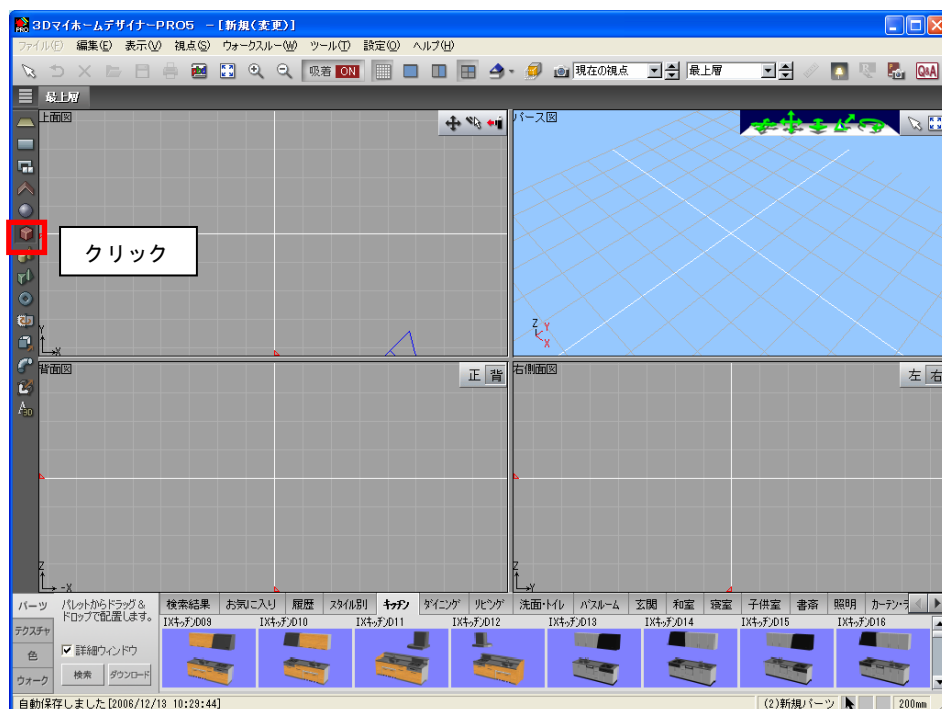 3DマイホームデザイナーPRO5 －[新規(変更)]
ファイル(F) 編集(E) 表示(V) 視点(S) ウォークスルー(W) ツール(T) 設定(O) ヘルプ(H)
吸着 ON 現在の視点 最上層 Q&A
最上層
上面図 パース図
クリック
Z Y X
Y X
背面図 正 背 右側面図 左 右
Z -X Z Y
パーツ パレットからドラッグ&
ドロップで配置します。
検索結果 お気に入り 履歴 スタイル別 キッチン ダイニング リビング 洗面・トイレ バスルーム 玄関 和室 寝室 子供室 書斎 照明 カーテン・ラ
IXキッチンD09 IXキッチンD10 IXキッチンD11 IXキッチンD12 IXキッチンD13 IXキッチンD14 IXキッチンD15 IXキッチンD16
テクスチャ
色 詳細ウィンドウ
ウォーク 検索 ダウンロード
自動保存しました[2006/12/13 10:29:44] (2)新規パーツ 200mm